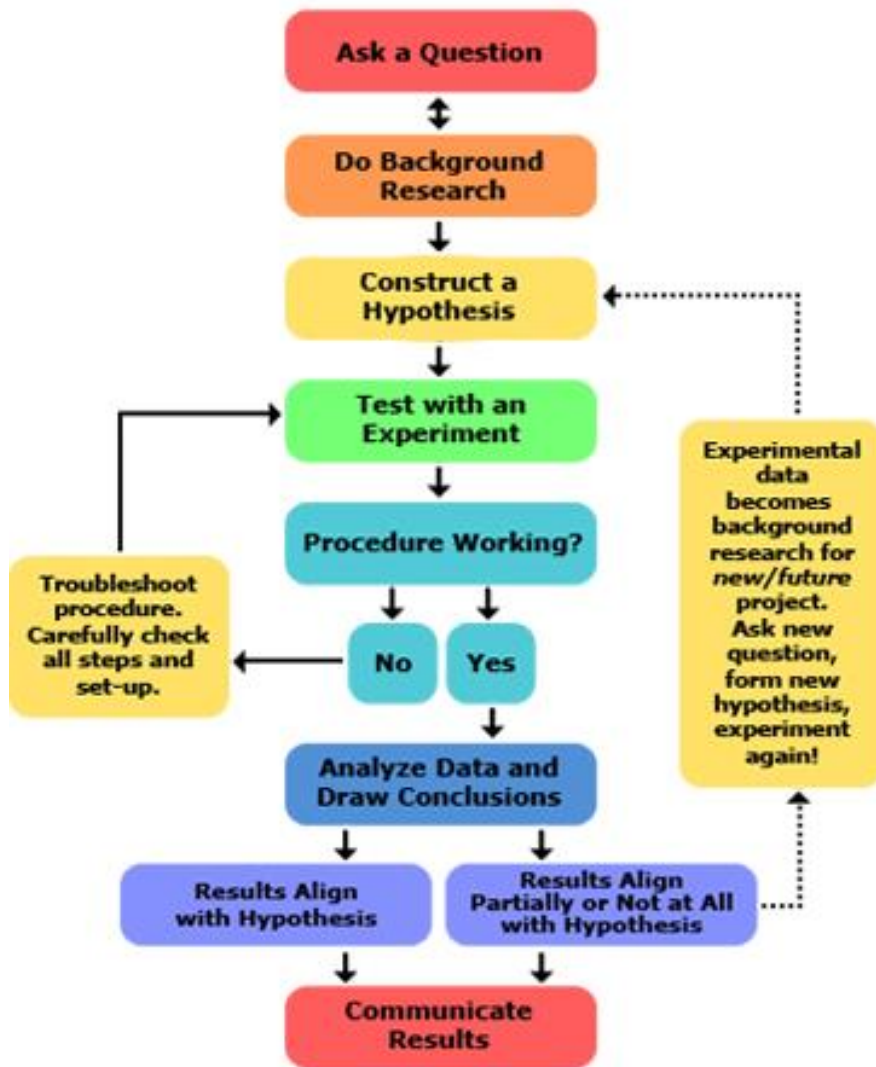 Ask a Question
Do Background
Research
Construct a
Hypothesis
Test with an
Experiment
Procedure Working?
Troubleshoot
procedure.
Carefully check
all steps and
set-up.
No
Yes
Experimental
data
becomes
background
research for
new/future
project.
Ask new
question,
form new
hypothesis,
experiment
again!
Analyze Data and
Draw Conclusions
Results Align
with Hypothesis
Results Align
Partially or Not at All
with Hypothesis
Communicate
Results